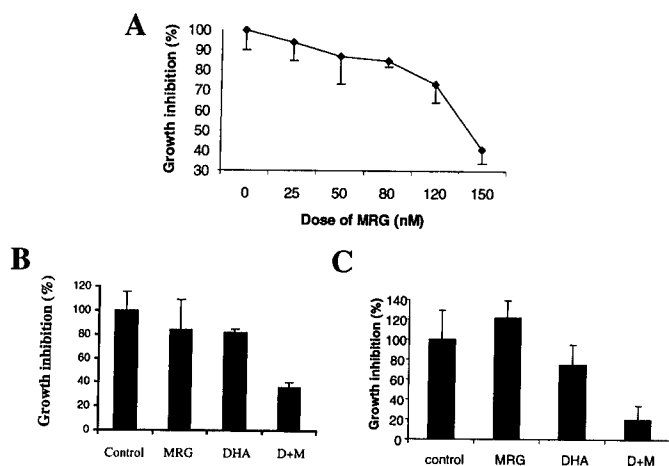 A
Growth inhibition (%)
100
90
80
70
60
50
40
30
0 25 50 80 120 150
Dose of MRG (nM)
B
Growth inhibition (%)
120
100
80
60
40
20
0
Control MRG DHA D+M
C
Growth inhibition (%)
140
120
100
80
60
40
20
0
control MRG DHA D+M